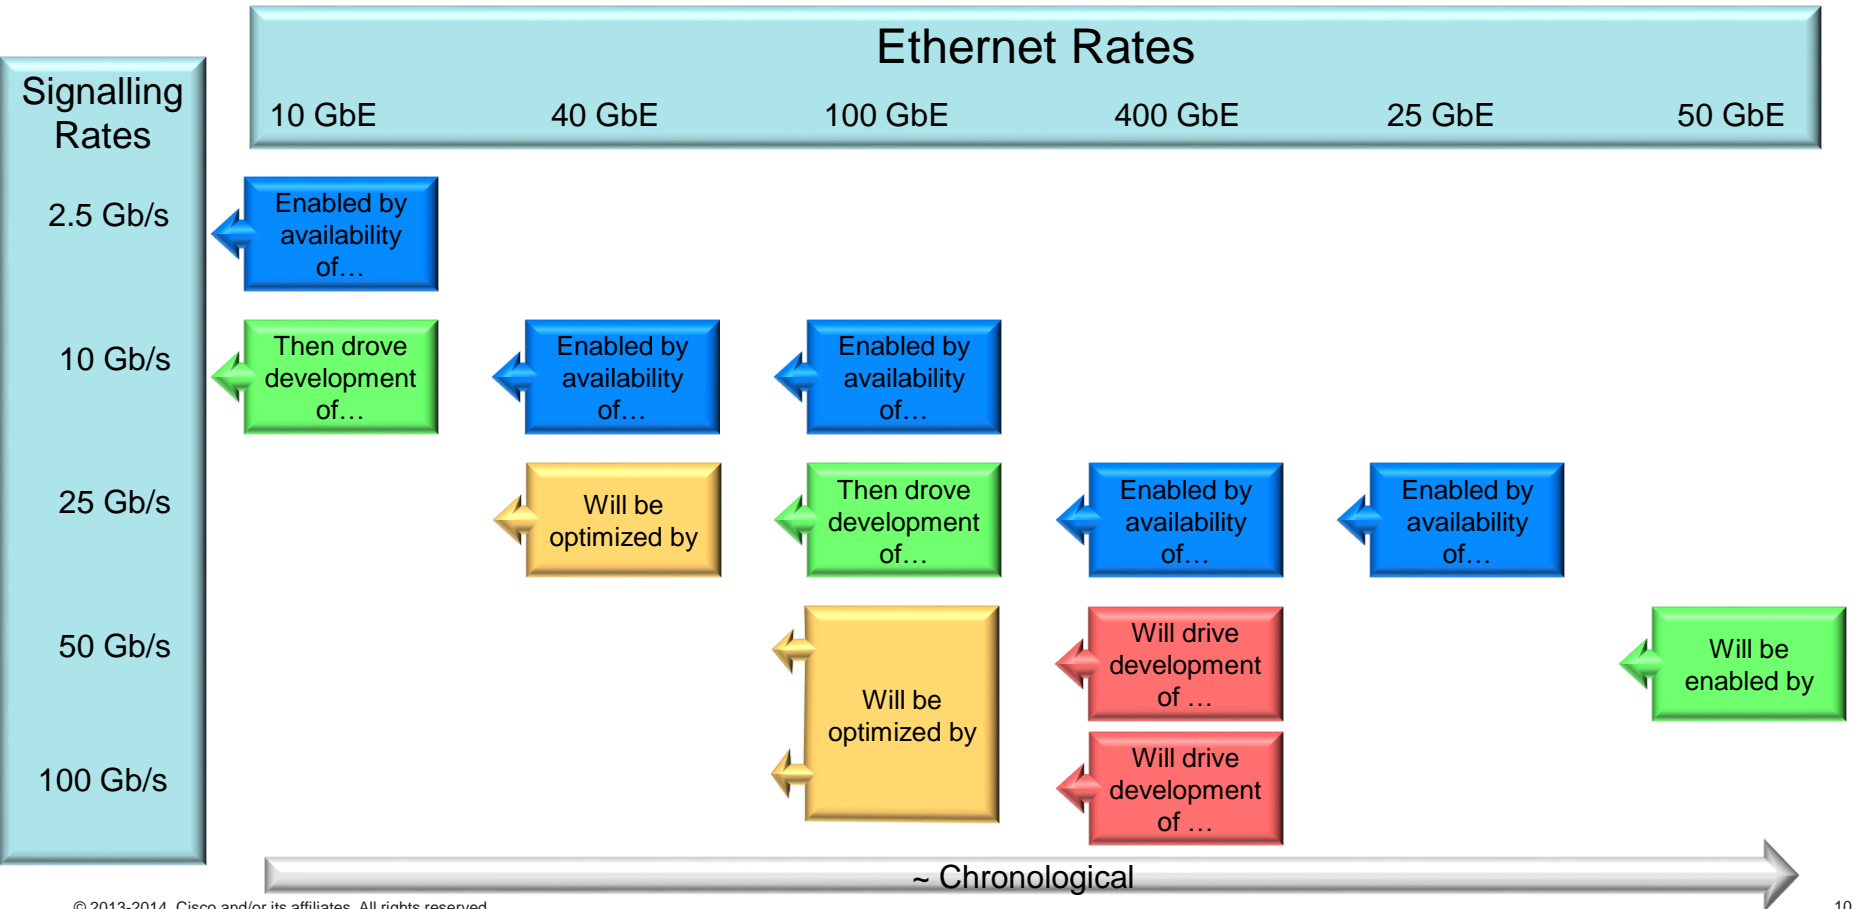 Ethernet Rates
10 GbE 40 GbE 100 GbE 400 GbE 25 GbE 50 GbE
Signalling
Rates
2.5 Gb/s
Enabled by
availability
of…
10 Gb/s
Then drove
development
of…
Enabled by
availability
of…
Enabled by
availability
of…
25 Gb/s
Will be
optimized by
Then drove
development
of…
Enabled by
availability
of…
Enabled by
availability
of…
50 Gb/s
Will be
optimized by
Will drive
development
of …
Will be
enabled by
100 Gb/s
Will drive
development
of …
~ Chronological
© 2013-2014 Cisco and/or its affiliates. All rights reserved.
10